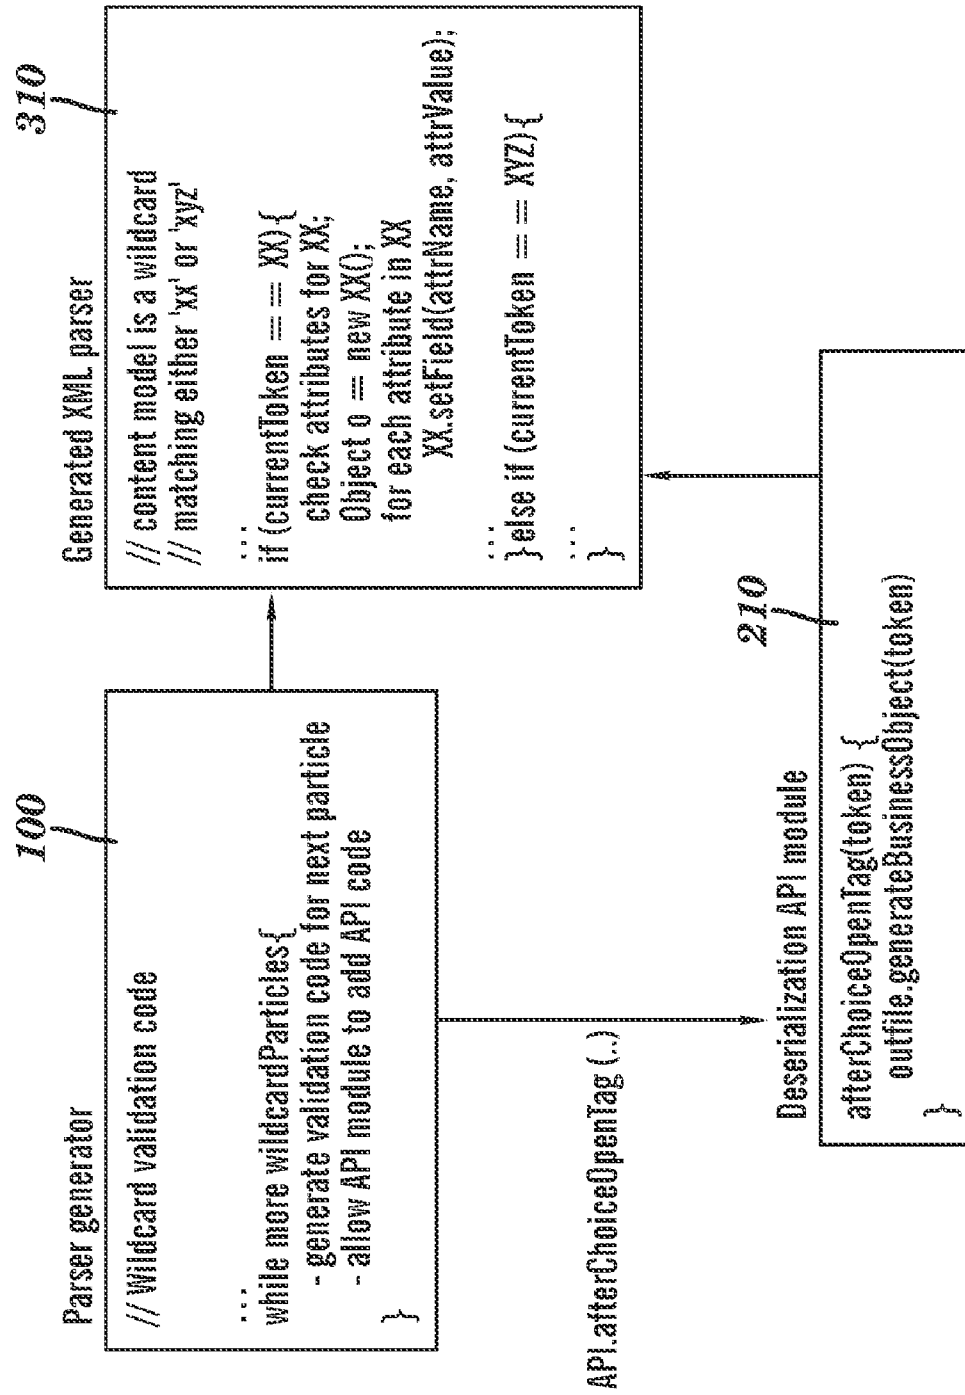 Parser generator
100
// Wildcard validation code
...
while more wildcardParticles{
- generate validation code for next particle
- allow API module to add API code
}
API.afterChoiceOpenTag (..)
Generated XML parser
310
// content model is a wildcard
// matching either 'xx' or 'xyz'
...
if (currentToken == XX) {
check attributes for XX;
Object o = new XX();
for each attribute in XX
XX.setField(attrName, attrValue);
...
}else if (currentToken == XYZ) {
...
}
Deserialization API module
210
afterChoiceOpenTag(token) {
outfile.generateBusinessObject(token)
}